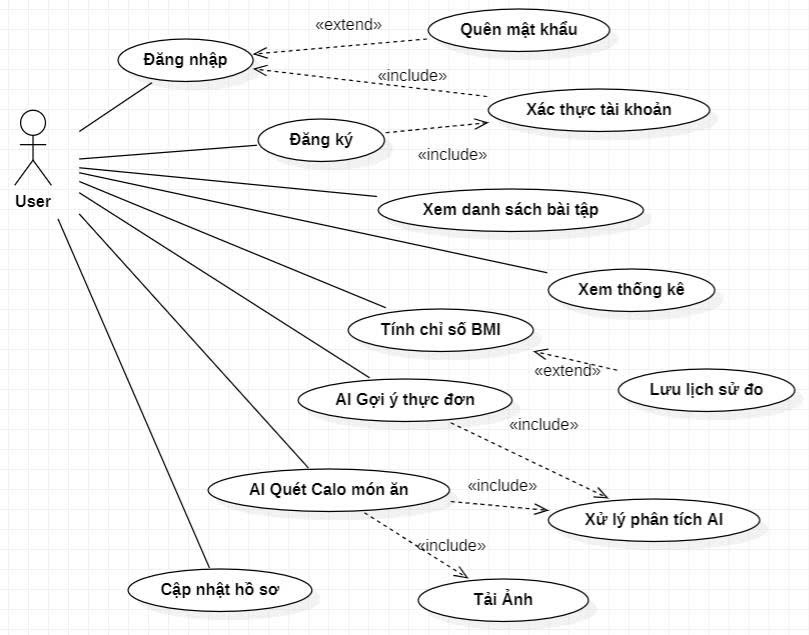 «extend»
Quên mật khẩu
Đăng nhập
«include»
Xác thực tài khoản
Đăng ký
«include»
User
Xem danh sách bài tập
Xem thống kê
Tính chỉ số BMI
«extend»
Lưu lịch sử đo
AI Gợi ý thực đơn
«include»
AI Quét Calo món ăn
«include»
Xử lý phân tích AI
«include»
Cập nhật hồ sơ
Tải Ảnh